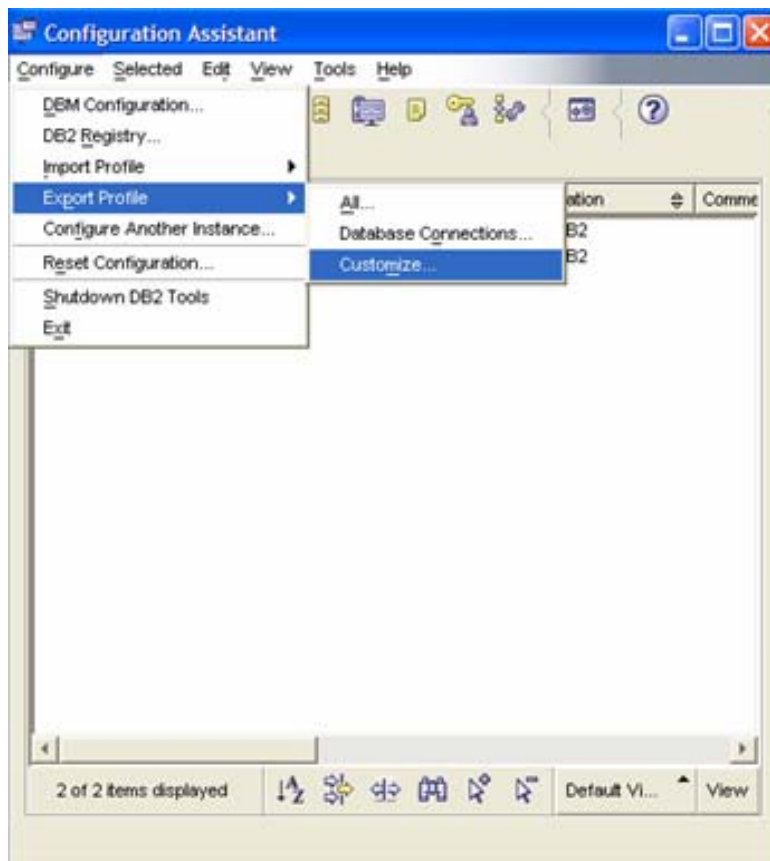 Configuration Assistant
Configure Selected Edit View Tools Help
DBM Configuration...
DB2 Registry...
Import Profile
Export Profile
Configure Another Instance...
Reset Configuration...
Shutdown DB2 Tools
Exit
All...
Database Connections...
Customize...
ation Comme
B2
B2
2 of 2 items displayed Default Vi... View